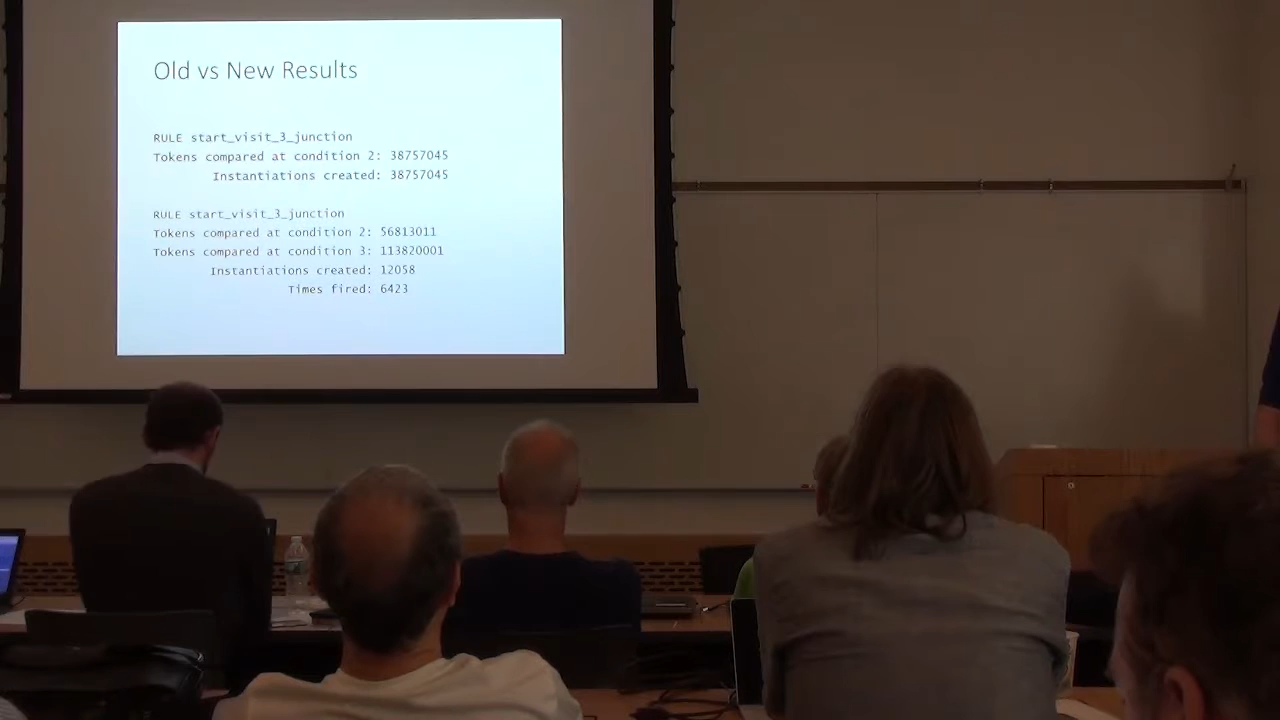 Old vs New Results
RULE start_visit_3_junction
Tokens compared at condition 2: 38757045
Instantiations created: 38757045
RULE start_visit_3_junction
Tokens compared at condition 2: 56813011
Tokens compared at condition 3: 113820001
Instantiations created: 12058
Times fired: 6423